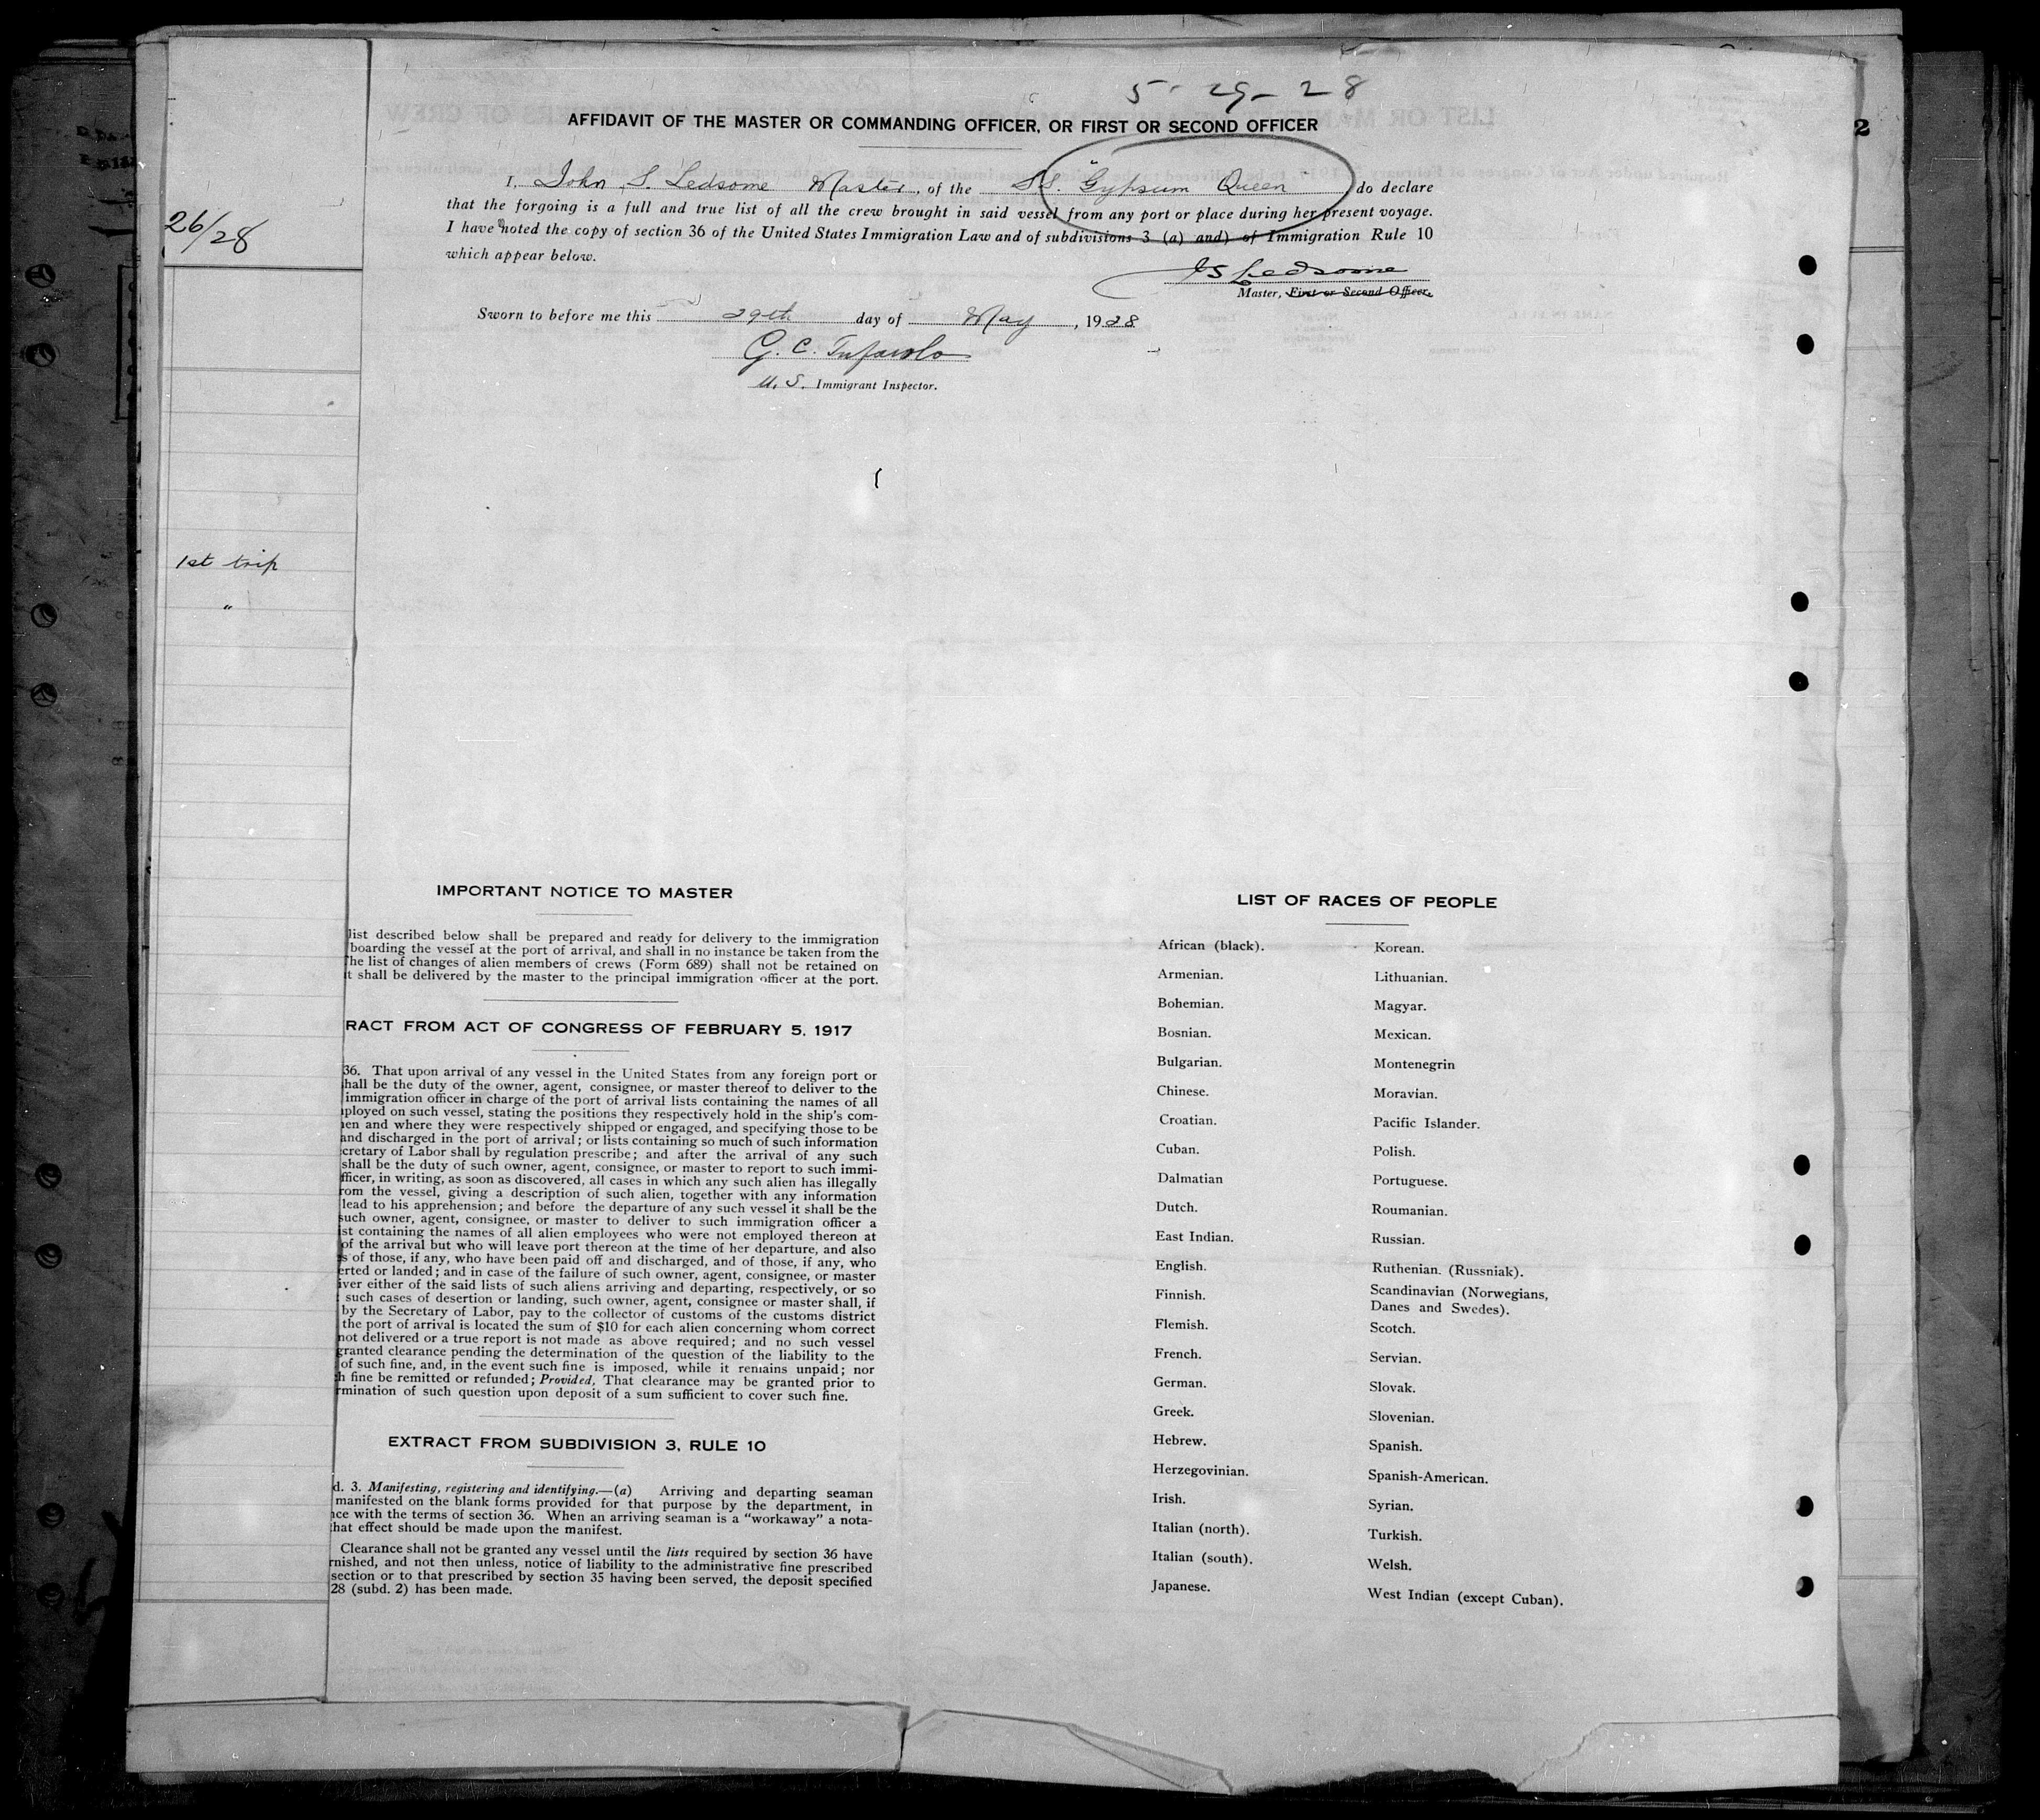 5-29-28
AFFIDAVIT OF THE MASTER OR COMMANDING OFFICER, OR FIRST OR SECOND OFFICER
I, John S. Ledsome Master, of the S.S. "Gypsum Queen do declare
that the forgoing is a full and true list of all the crew brought in said vessel from any port or place during her present voyage.
I have noted the copy of section 36 of the United States Immigration Law and of subdivisions 3 (a) and) of Immigration Rule 10
which appear below.
JS Ledsome
Master, First or Second Officer.
Sworn to before me this 29th day of May, 1928
G. C.
U. S. Immigrant Inspector.
2
26/28
1st trip
"
IMPORTANT NOTICE TO MASTER
list described below shall be prepared and ready for delivery to the immigration
boarding the vessel at the port of arrival, and shall in no instance be taken from the
he list of changes of alien members of crews (Form 689) shall not be retained on
t shall be delivered by the master to the principal immigration officer at the port.
RACT FROM ACT OF CONGRESS OF FEBRUARY 5, 1917
36. That upon arrival of any vessel in the United States from any foreign port or
hall be the duty of the owner, agent, consignee, or master thereof to deliver to the
immigration officer in charge of the port of arrival lists containing the names of all
ployed on such vessel, stating the positions they respectively hold in the ship's com-
en and where they were respectively shipped or engaged, and specifying those to be
and discharged in the port of arrival; or lists containing so much of such information
cretary of Labor shall by regulation prescribe; and after the arrival of any such
shall be the duty of such owner, agent, consignee, or master to report to such immi-
fficer, in writing, as soon as discovered, all cases in which any such alien has illegally
rom the vessel, giving a description of such alien, together with any information
lead to his apprehension; and before the departure of any such vessel it shall be the
such owner, agent, consignee, or master to deliver to such immigration officer a
st containing the names of all alien employees who were not employed thereon at
of the arrival but who will leave port thereon at the time of her departure, and also
s of those, if any, who have been paid off and discharged, and of those, if any, who
erted or landed; and in case of the failure of such owner, agent, consignee, or master
iver either of the said lists of such aliens arriving and departing, respectively, or so
such cases of desertion or landing, such owner, agent, consignee or master shall, if
by the Secretary of Labor, pay to the collector of customs of the customs district
the port of arrival is located the sum of $10 for each alien concerning whom correct
not delivered or a true report is not made as above required; and no such vessel
granted clearance pending the determination of the question of the liability to the
of such fine, and, in the event such fine is imposed, while it remains unpaid; nor
h fine be remitted or refunded; Provided, That clearance may be granted prior to
rmination of such question upon deposit of a sum sufficient to cover such fine.
EXTRACT FROM SUBDIVISION 3, RULE 10
d. 3. Manifesting, registering and identifying.—(a) Arriving and departing seaman
manifested on the blank forms provided for that purpose by the department, in
ce with the terms of section 36. When an arriving seaman is a "workaway" a nota-
hat effect should be made upon the manifest.
Clearance shall not be granted any vessel until the lists required by section 36 have
rnished, and not then unless, notice of liability to the administrative fine prescribed
section or to that prescribed by section 35 having been served, the deposit specified
28 (subd. 2) has been made.
LIST OF RACES OF PEOPLE
African (black).
Armenian.
Bohemian.
Bosnian.
Bulgarian.
Chinese.
Croatian.
Cuban.
Dalmatian
Dutch.
East Indian.
English.
Finnish.
Flemish.
French.
German.
Greek.
Hebrew.
Herzegovinian.
Irish.
Italian (north).
Italian (south).
Japanese.
Korean.
Lithuanian.
Magyar.
Mexican.
Montenegrin
Moravian.
Pacific Islander.
Polish.
Portuguese.
Roumanian.
Russian.
Ruthenian. (Russniak).
Scandinavian (Norwegians,
Danes and Swedes).
Scotch.
Servian.
Slovak.
Slovenian.
Spanish.
Spanish-American.
Syrian.
Turkish.
Welsh.
West Indian (except Cuban).